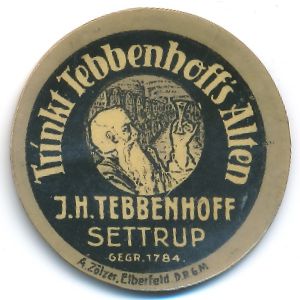 Trinkt Tebbenhoff's Alten
J.H. TEBBENHOFF
SETTRUP
GEGR. 1784.
A. Zölzer, Elberfeld D.R.G.M